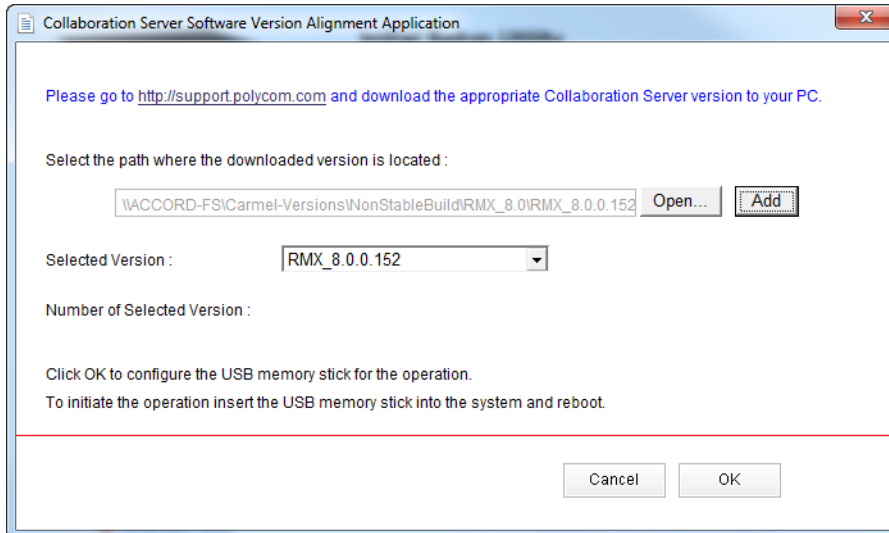 Collaboration Server Software Version Alignment Application
Please go to http://support.polycom.com and download the appropriate Collaboration Server version to your PC.
Select the path where the downloaded version is located :
\\ACCORD-FS\Carmel-Versions\NonStableBuild\RMX_8.0\RMX_8.0.0.152 Open... Add
Selected Version : RMX_8.0.0.152
Number of Selected Version :
Click OK to configure the USB memory stick for the operation.
To initiate the operation insert the USB memory stick into the system and reboot.
Cancel OK